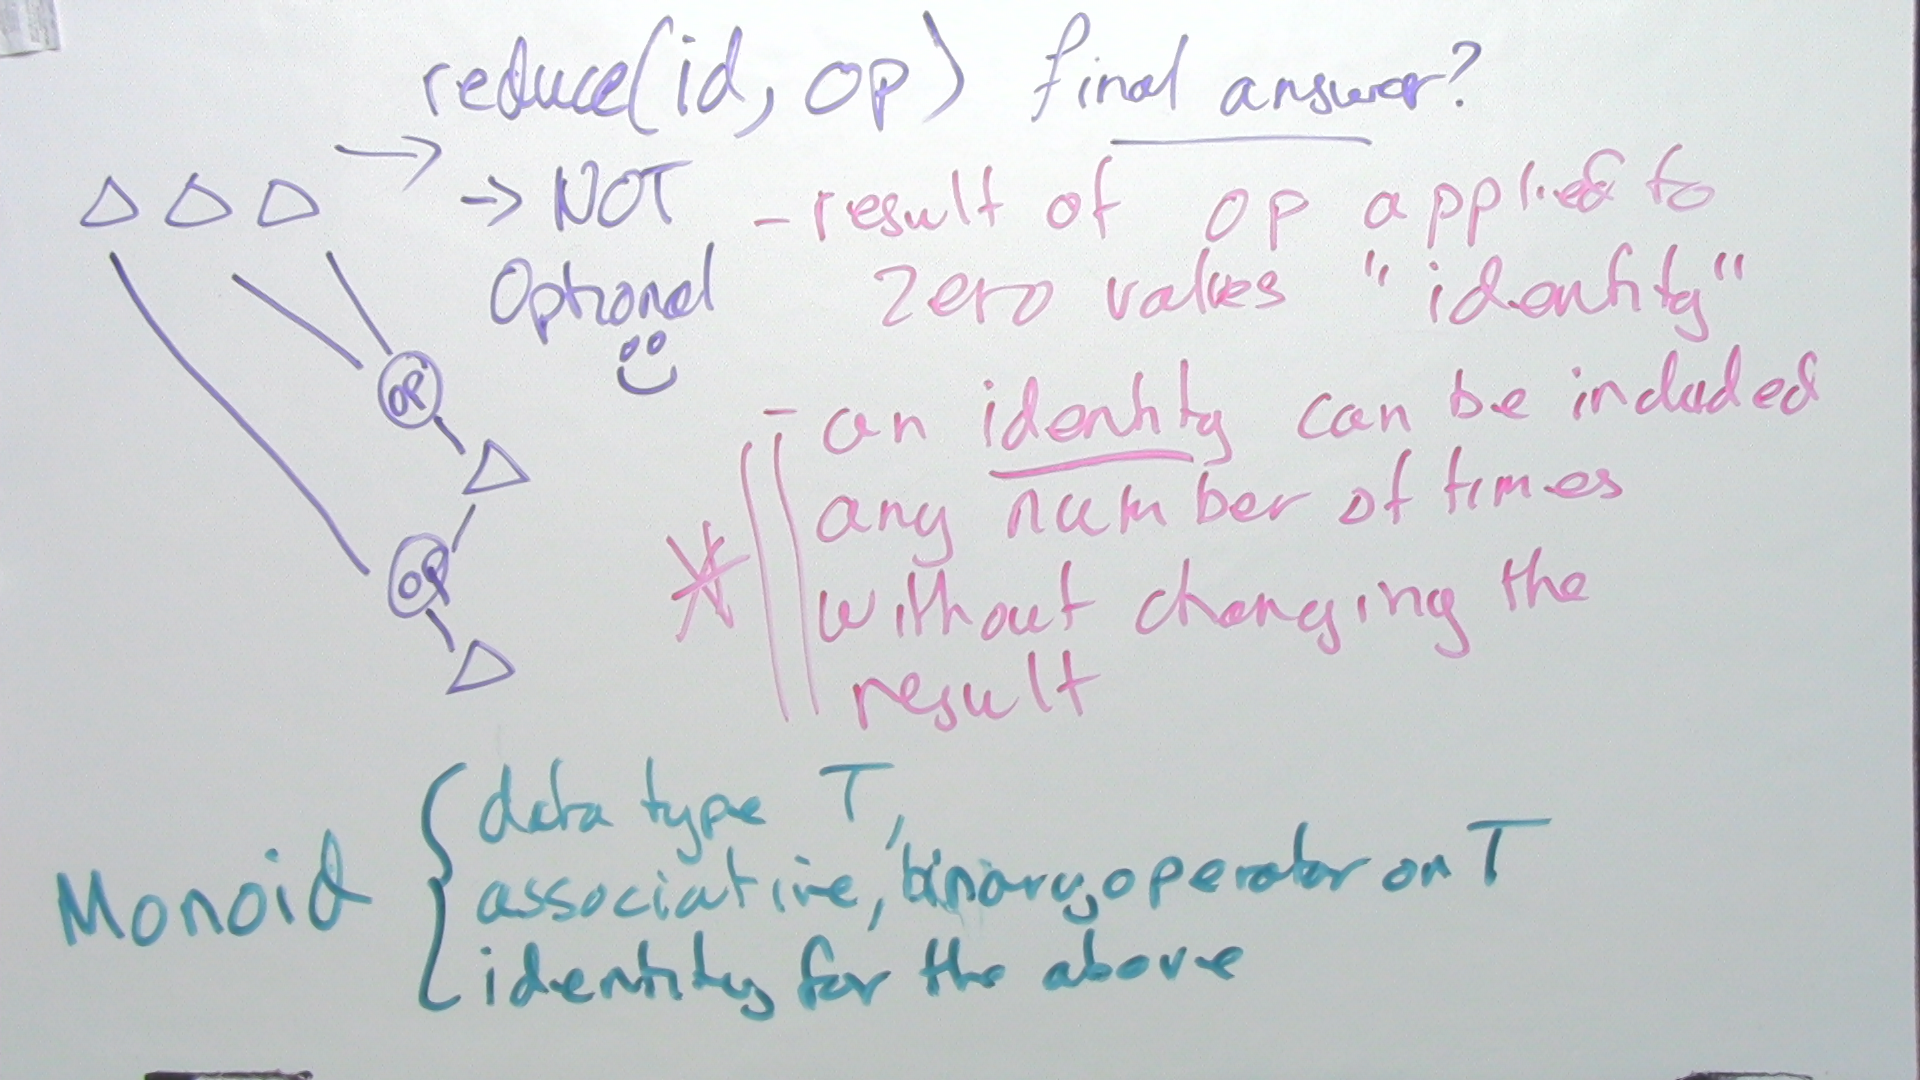 reduce(id, op) final answer?
→ NOT
Optional
- result of op applied to
zero values "identity"
- an identity can be included
any number of times
without changing the
result
op
op
Monoid
data type T,
associative, binary operator on T
identity for the above